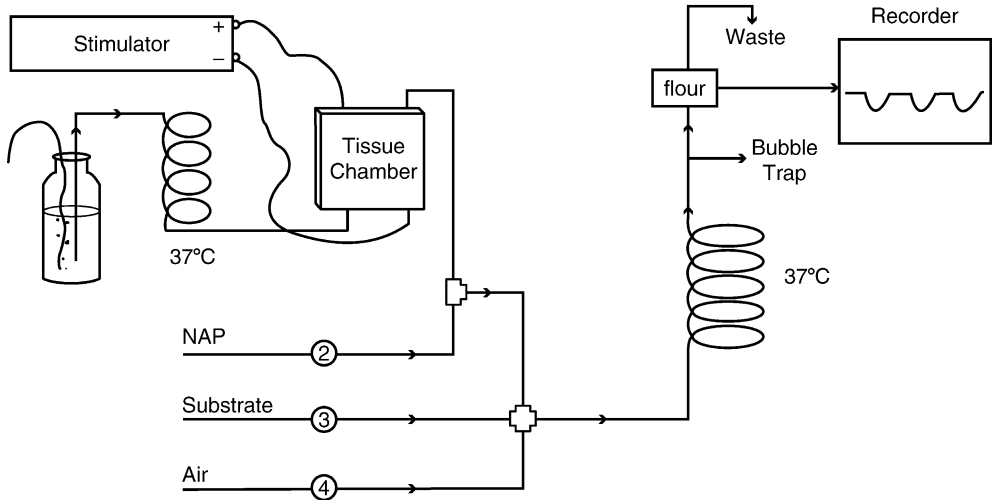 Recorder
Stimulator
+
–
Waste
flour
Tissue
Chamber
Bubble
Trap
37°C
37°C
NAP
2
Substrate
3
Air
4